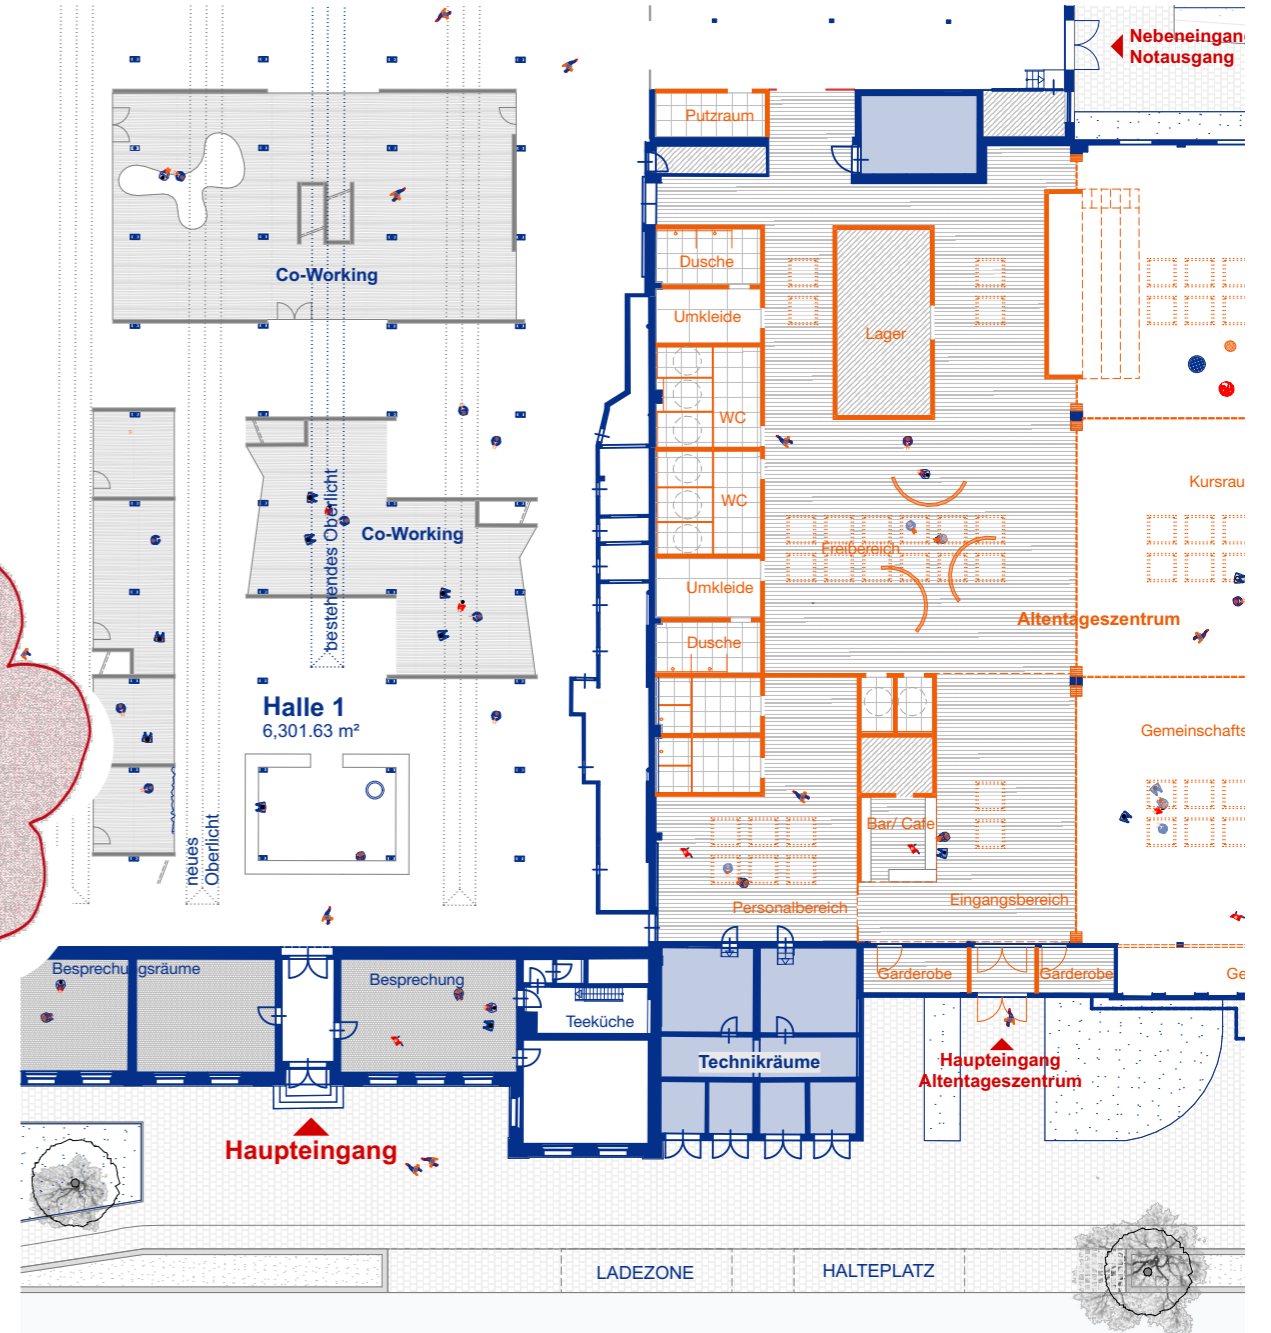 Nebeneingang
Notausgang
Putzraum
Dusche
Co-Working
Umkleide
Lager
WC
Kursrau
WC
bestehendes Oberlicht
Co-Working
Freibereich
Umkleide
Altentageszentrum
Dusche
Halle 1
6,301.63 m²
Gemeinschafts
Bar/ Cafe
neues
Oberlicht
Personalbereich
Eingangsbereich
Besprechungsräume
Besprechung
Garderobe
Garderobe
Ge
Teeküche
Technikräume
Haupteingang
Altentageszentrum
Haupteingang
LADEZONE
HALTEPLATZ